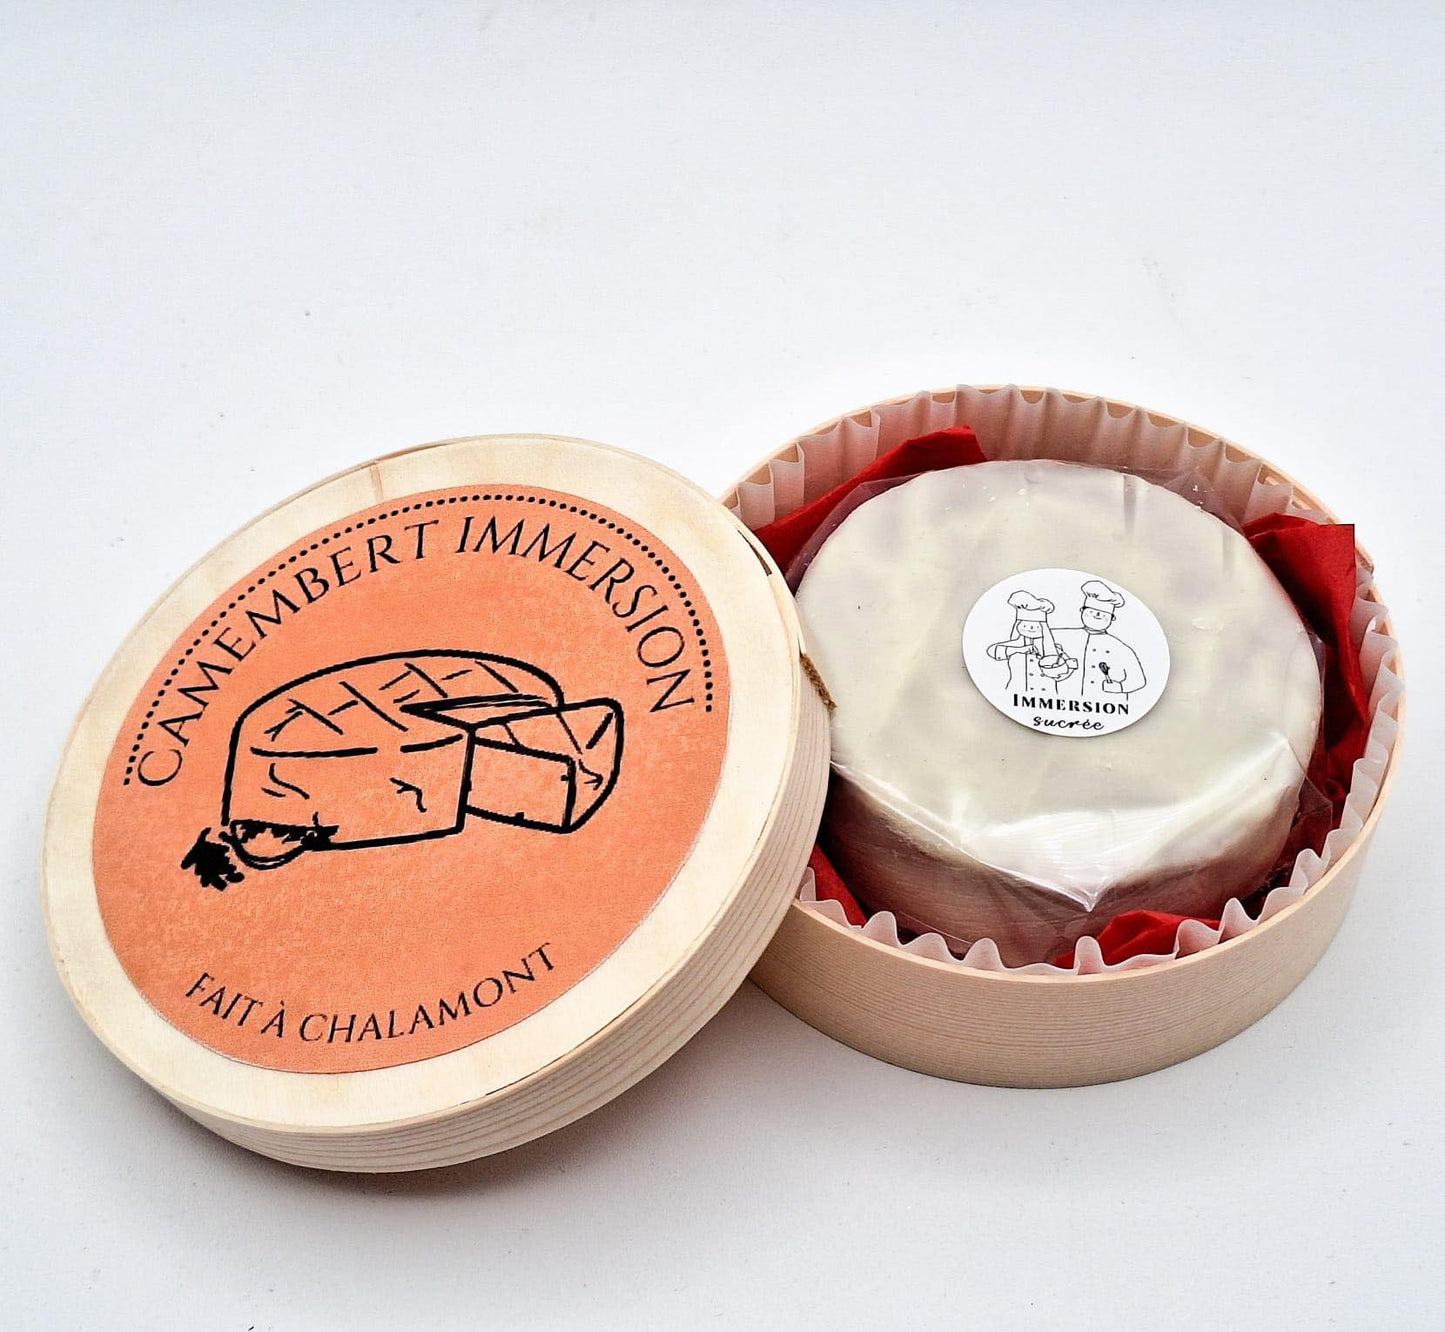 CAMEMBERT IMMERSION
FAIT À CHALAMONT
IMMERSION
sucrée